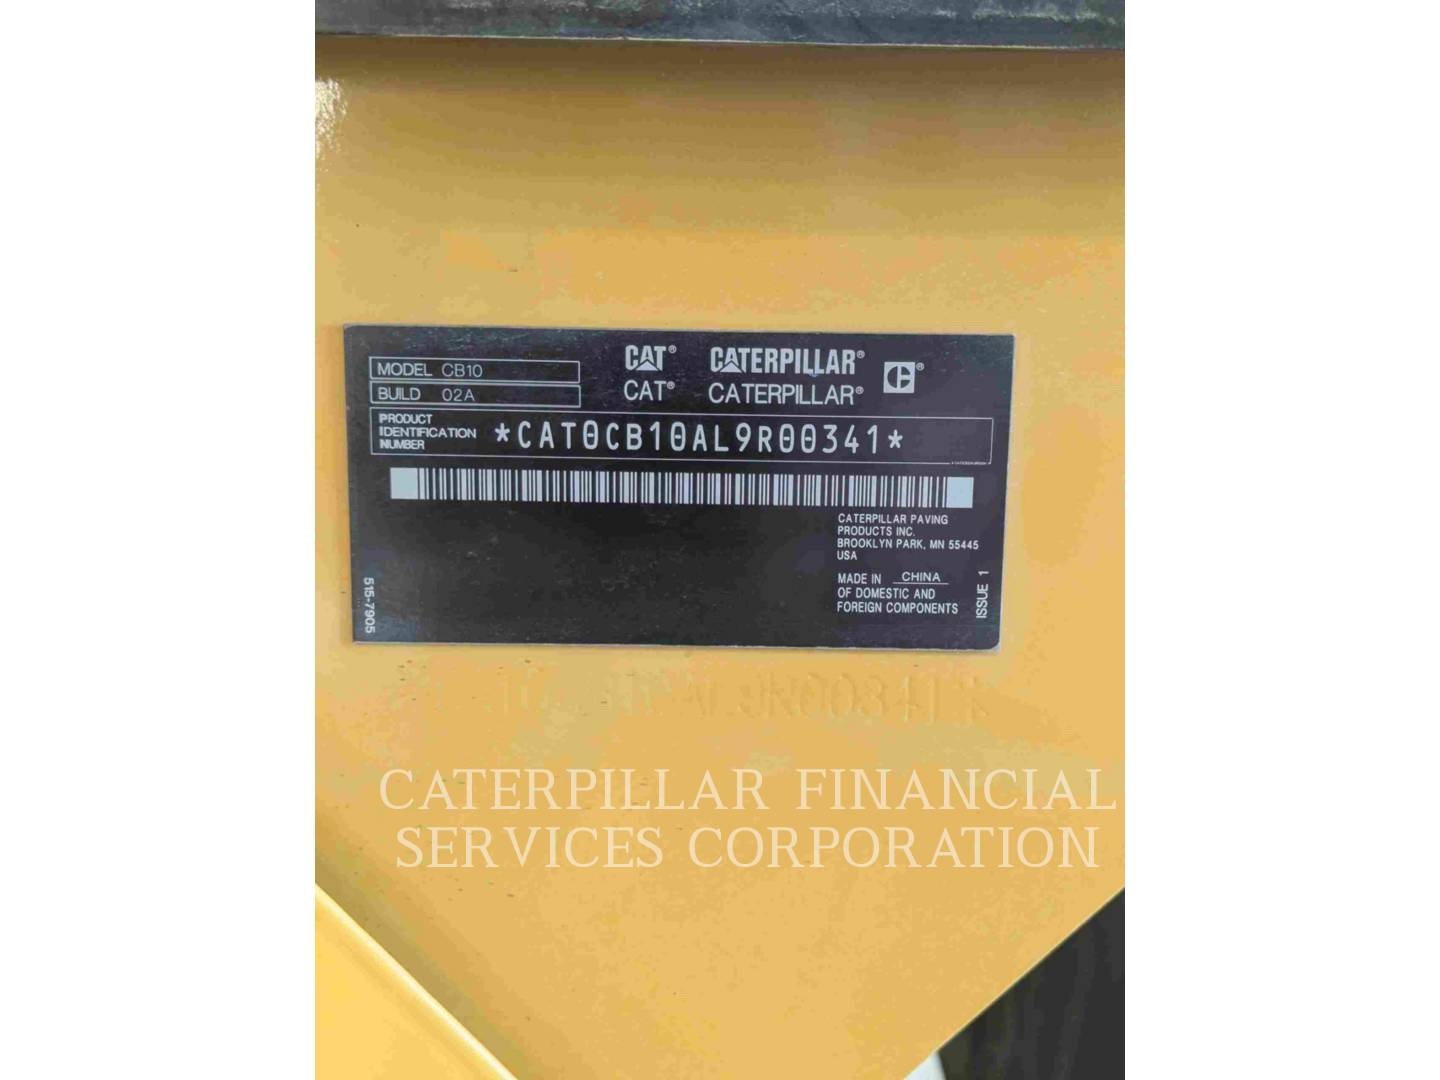 MODEL CB10
BUILD 02A
CAT® CATERPILLAR®
CAT® CATERPILLAR®
PRODUCT
IDENTIFICATION
NUMBER
*CAT0CB10AL9R00341*
CATERPILLAR PAVING
PRODUCTS INC.
BROOKLYN PARK, MN 55445
USA
MADE IN CHINA
OF DOMESTIC AND
FOREIGN COMPONENTS
515-7905
ISSUE 1
CATERPILLAR FINANCIAL
SERVICES CORPORATION